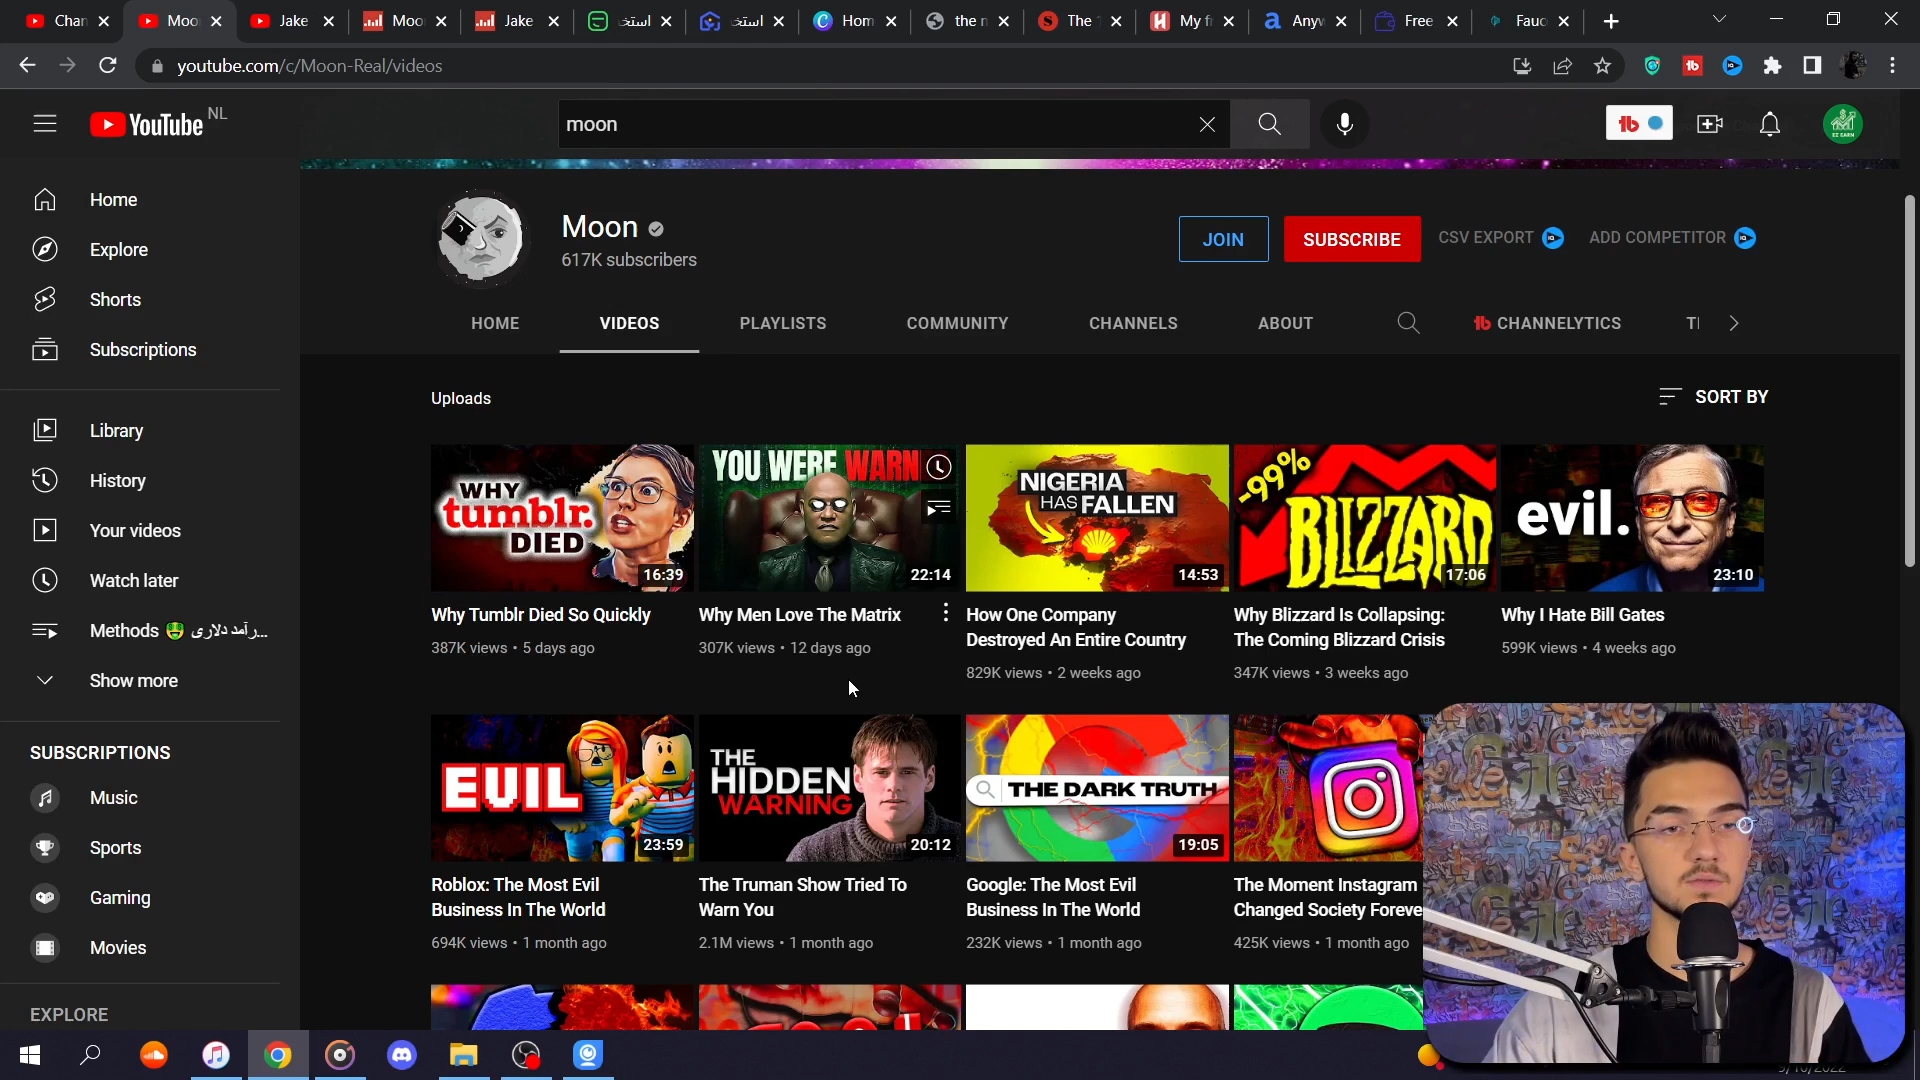 Chan
Moo
Jake
Moor
Jake
استخ
استخ
Hom
the n
The
My fi
Anyw
Free
Fauc
youtube.com/c/Moon-Real/videos
YouTube NL
moon
Home
Explore
Shorts
Subscriptions
Library
History
Your videos
Watch later
Methods 🤑 رآمد دلاری...
Show more
SUBSCRIPTIONS
Music
Sports
Gaming
Movies
EXPLORE
Moon
617K subscribers
JOIN
SUBSCRIBE
CSV EXPORT
ADD COMPETITOR
HOME
VIDEOS
PLAYLISTS
COMMUNITY
CHANNELS
ABOUT
CHANNELYTICS
Uploads
SORT BY
WHY
tumblr.
DIED
16:39
YOU WERE WARN
22:14
NIGERIA
HAS FALLEN
14:53
-99%
BLIZZARD
17:06
evil.
23:10
Why Tumblr Died So Quickly
387K views • 5 days ago
Why Men Love The Matrix
307K views • 12 days ago
How One Company
Destroyed An Entire Country
829K views • 2 weeks ago
Why Blizzard Is Collapsing:
The Coming Blizzard Crisis
347K views • 3 weeks ago
Why I Hate Bill Gates
599K views • 4 weeks ago
EVIL
23:59
THE
HIDDEN
WARNING
20:12
THE DARK TRUTH
19:05
Roblox: The Most Evil
Business In The World
694K views • 1 month ago
The Truman Show Tried To
Warn You
2.1M views • 1 month ago
Google: The Most Evil
Business In The World
232K views • 1 month ago
The Moment Instagram
Changed Society Foreve
425K views • 1 month ago